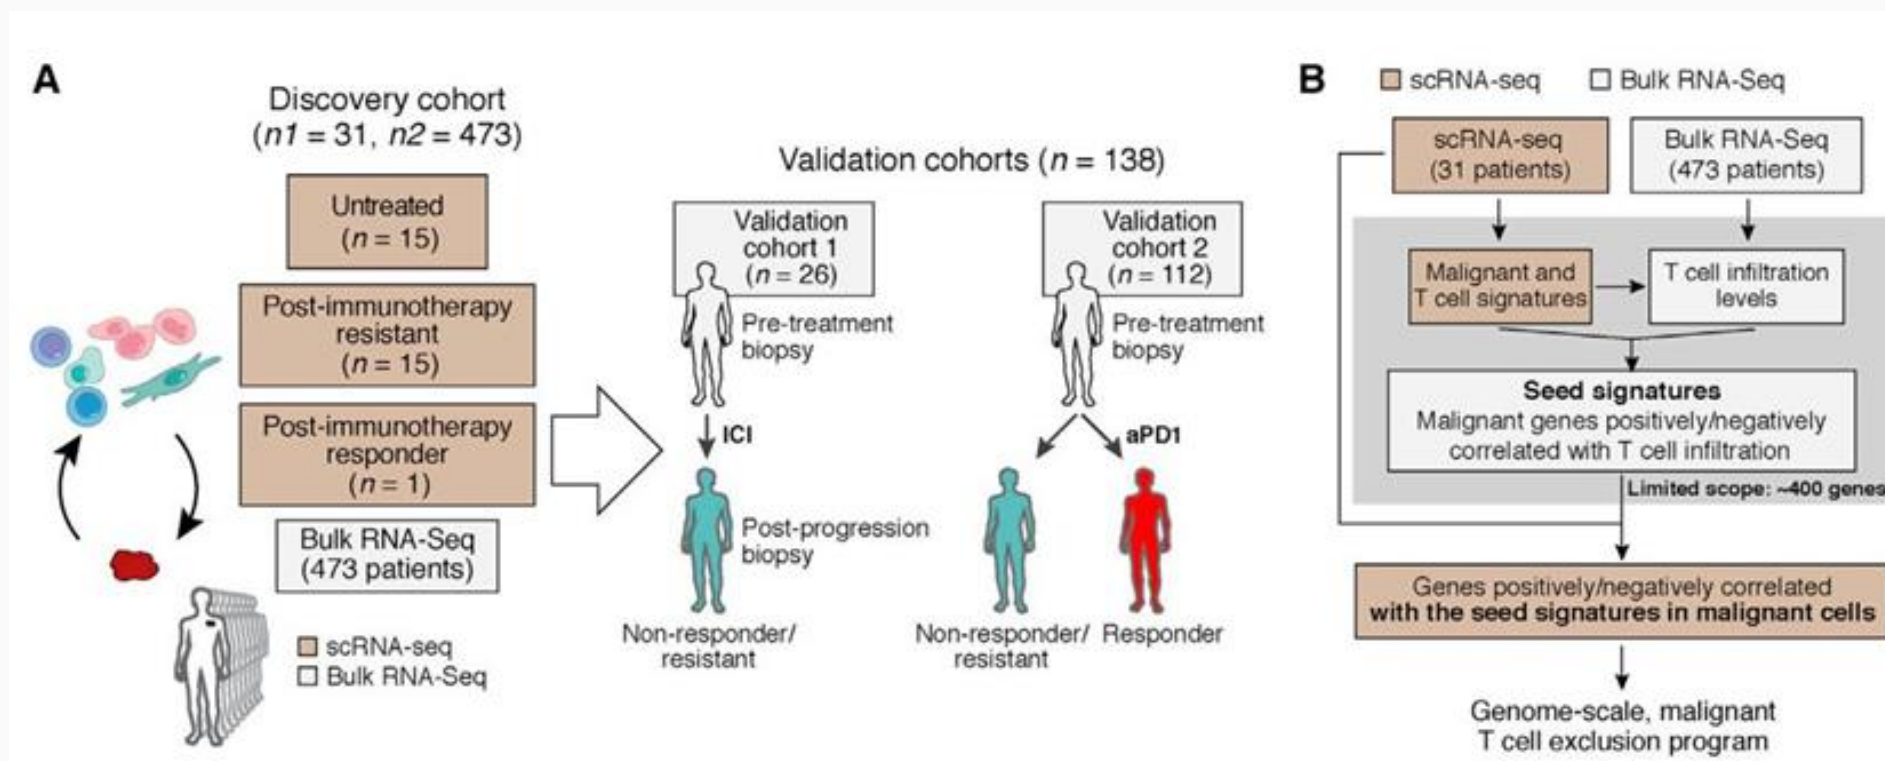 A
Discovery cohort
(n1 = 31, n2 = 473)
Untreated
(n = 15)
Post-immunotherapy
resistant
(n = 15)
Post-immunotherapy
responder
(n = 1)
Bulk RNA-Seq
(473 patients)
scRNA-seq
Bulk RNA-Seq
Validation cohorts (n = 138)
Validation
cohort 1
(n = 26)
Pre-treatment
biopsy
ICI
Post-progression
biopsy
Non-responder/
resistant
Validation
cohort 2
(n = 112)
Pre-treatment
biopsy
aPD1
Non-responder/
resistant
Responder
B
scRNA-seq
Bulk RNA-Seq
scRNA-seq
(31 patients)
Bulk RNA-Seq
(473 patients)
Malignant and
T cell signatures
T cell infiltration
levels
Seed signatures
Malignant genes positively/negatively
correlated with T cell infiltration
Limited scope: ~400 genes
Genes positively/negatively correlated
with the seed signatures in malignant cells
Genome-scale, malignant
T cell exclusion program